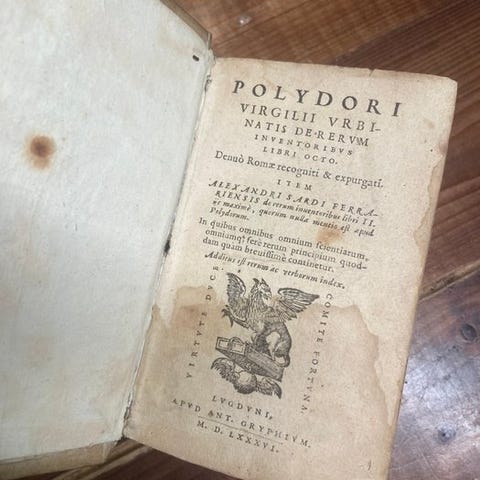 POLYDORI
VIRGILII VRBI-
NATIS DE RERVM
INVENTORIBVS
LIBRI OCTO.
Denuò Romæ recogniti & expurgati.
ITEM
ALEXANDRI SARDI FERRA-
RIENSIS de rerum inuentoribus libri II.
iis maximè, quorum nulla mentio est apud
Polydorum.
In quibus omnibus omnium scientiarum,
omniumq; ferè rerum principium quod-
dam quàm breuissimè continetur.
Additus est rerum ac verborum index.
VIRTVTE DVCE
COMITE FORTVNA
LVGDVNI,
APVD ANT. GRYPHIVM.
M. D. LXXXVI.